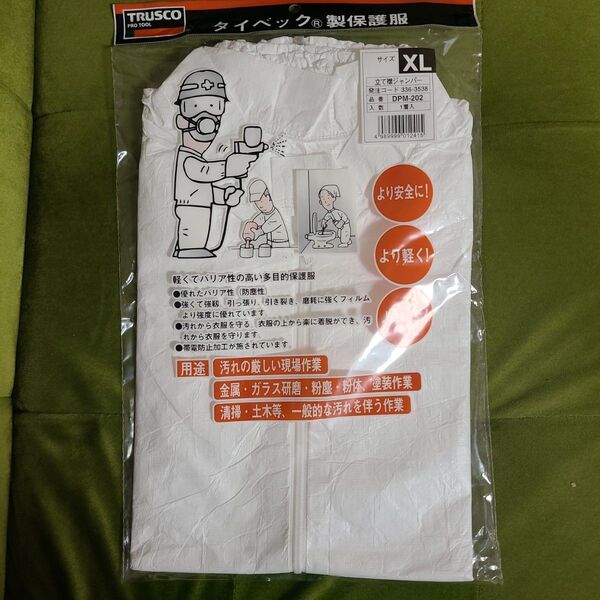 TRUSCO
PRO TOOL
タイベック®製保護服
サイズ XL
立て襟ジャンパー
発注コード 336-3538
品番 DPM-202
入数 1着入
4 989999 012415
より安全に!
より軽く!
軽くてバリア性の高い多目的保護服
●優れたバリア性(防塵性
●強くて強靱、引っ張り、引き裂き、磨耗に強くフィルム
より強度に優れています
●汚れから衣服を守る 衣服の上から楽に着脱ができ、汚
れから衣服を守ります
●帯電防止加工が施されています
用途 汚れの厳しい現場作業
金属・ガラス研磨・粉塵・粉体、塗装作業
清掃・土木等、一般的な汚れを伴う作業